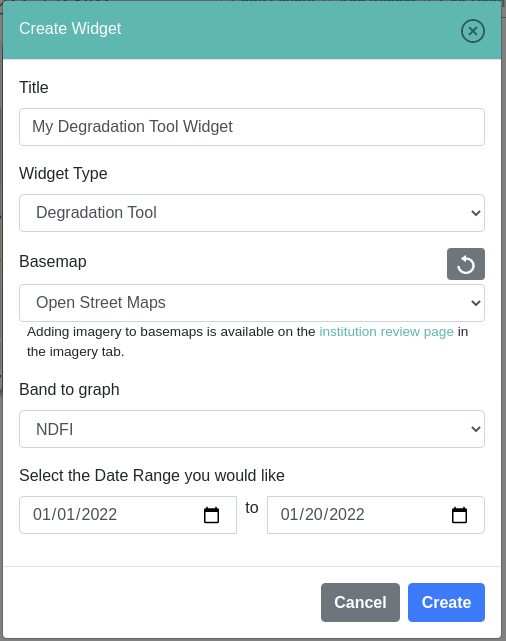 Create Widget
Title
My Degradation Tool Widget
Widget Type
Degradation Tool
Basemap
Open Street Maps
Adding imagery to basemaps is available on the institution review page in
the imagery tab.
Band to graph
NDFI
Select the Date Range you would like
01/01/2022 to 01/20/2022
Cancel Create